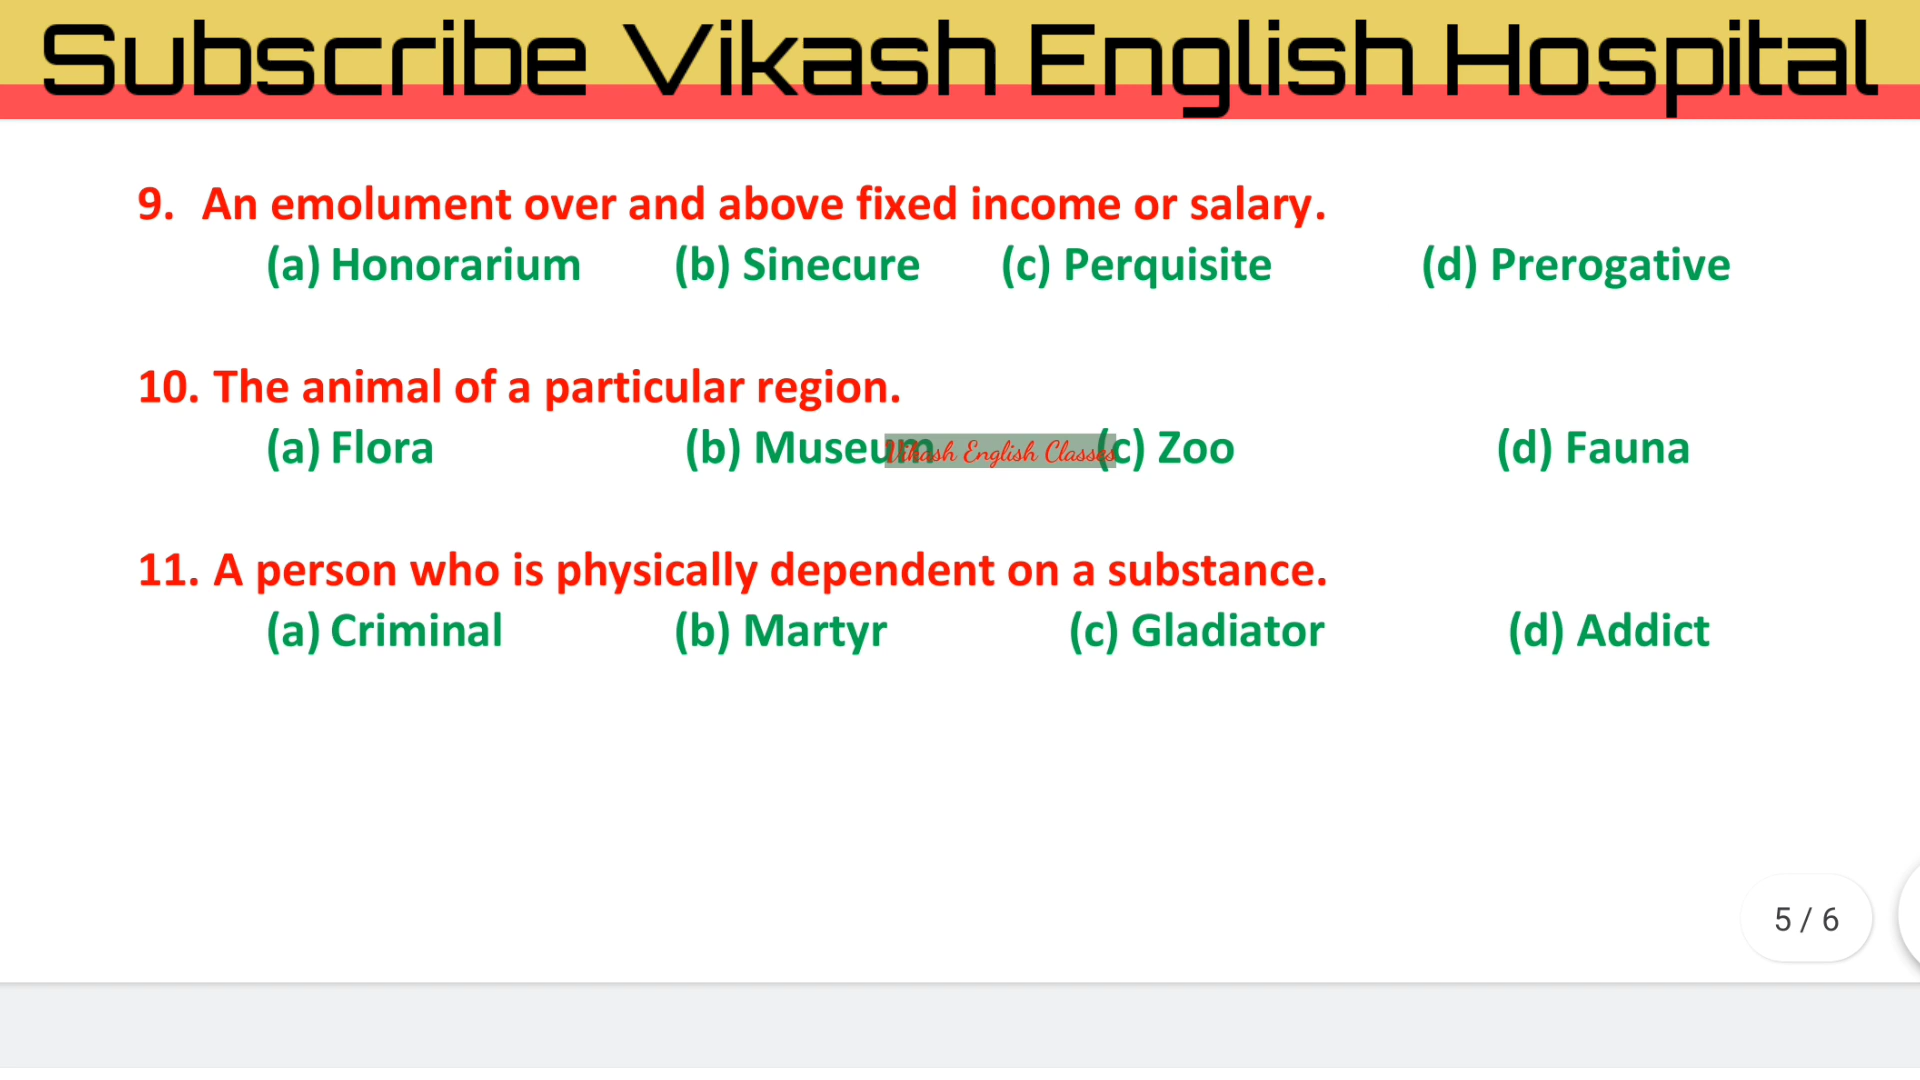 Subscribe Vikash English Hospital
9. An emolument over and above fixed income or salary.
(a) Honorarium (b) Sinecure (c) Perquisite (d) Prerogative
10. The animal of a particular region.
(a) Flora (b) Museum (c) Zoo (d) Fauna
Vikash English Classes
11. A person who is physically dependent on a substance.
(a) Criminal (b) Martyr (c) Gladiator (d) Addict
5 / 6